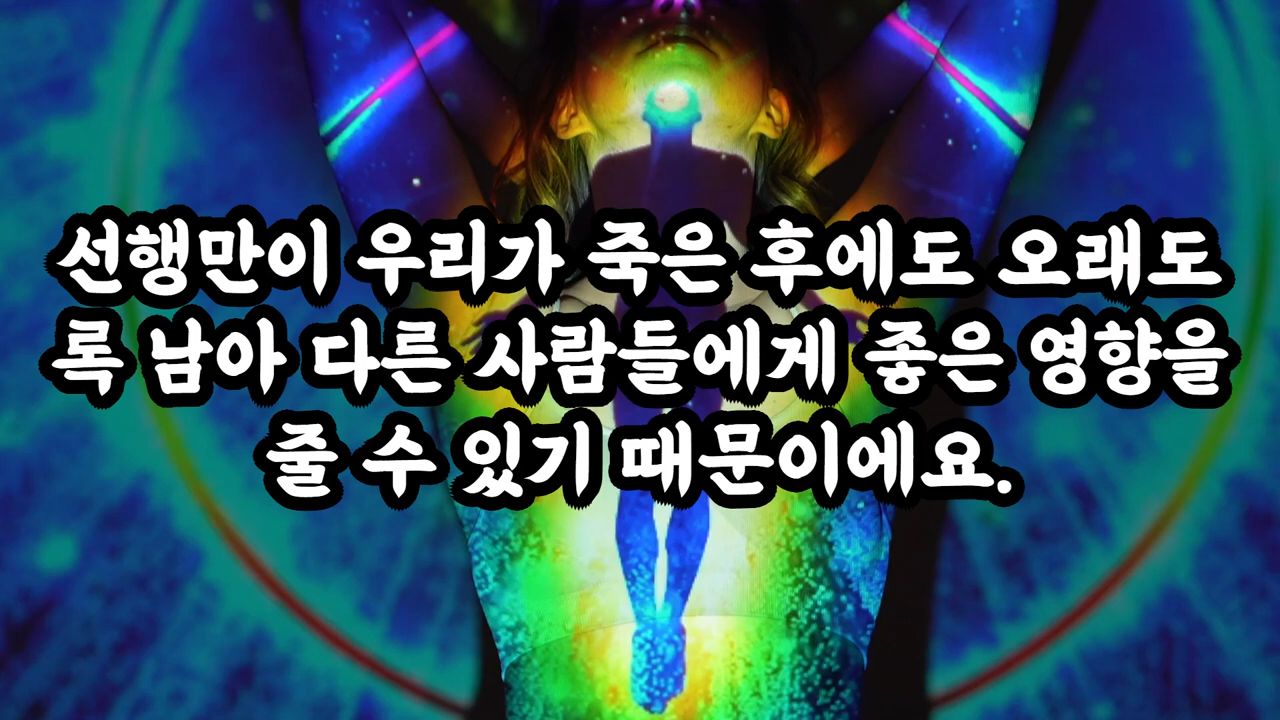 선행만이 우리가 죽은 후에도 오래도
록 남아 다른 사람들에게 좋은 영향을
줄 수 있기 때문이에요.